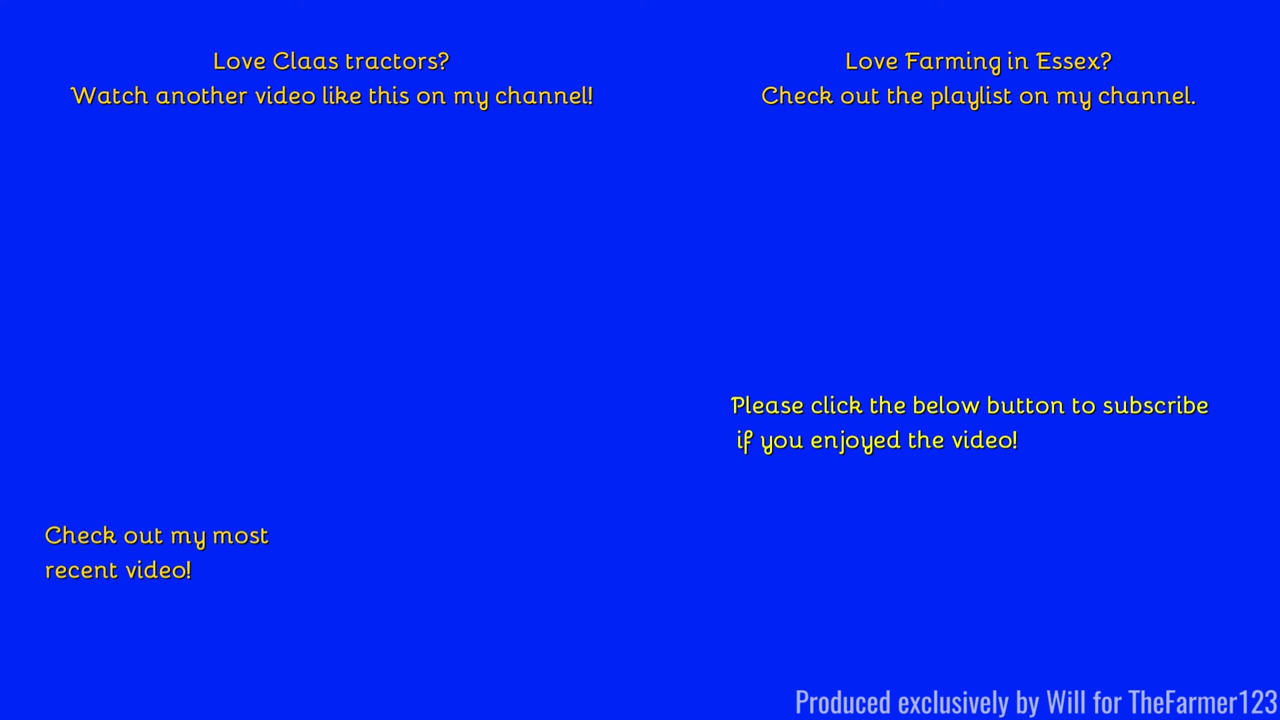 Love Claas tractors?
Watch another video like this on my channel!
Love Farming in Essex?
Check out the playlist on my channel.
Please click the below button to subscribe
if you enjoyed the video!
Check out my most
recent video!
Produced exclusively by Will for TheFarmer123